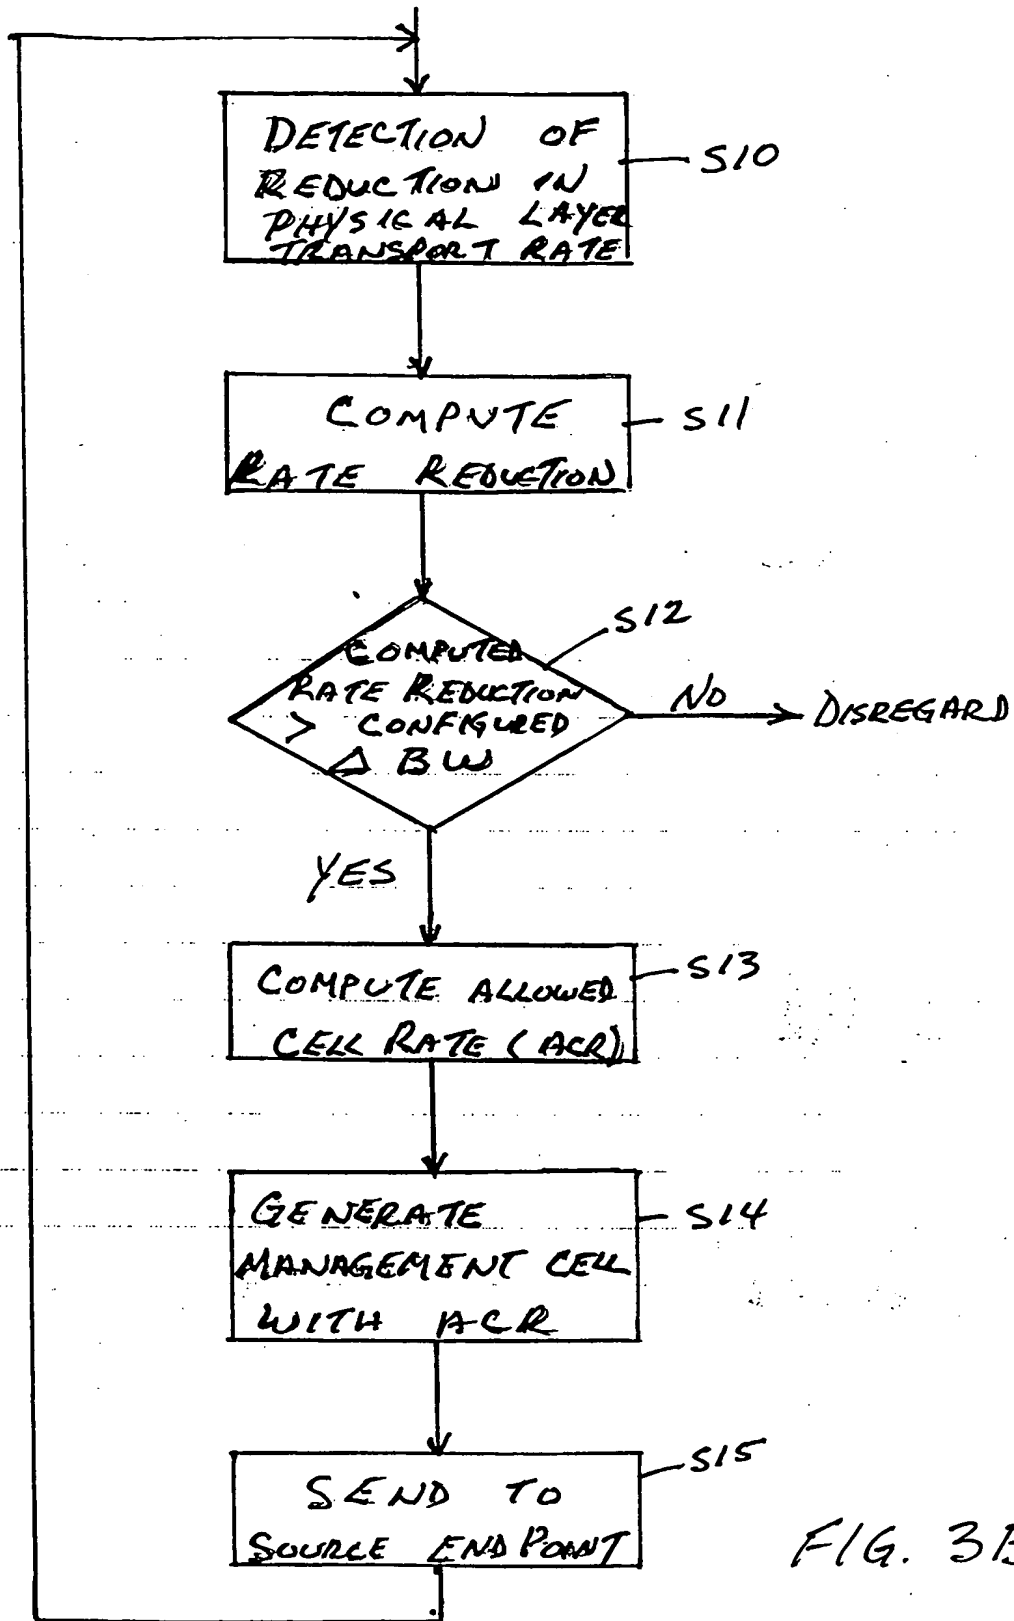 DETECTION OF
REDUCTION IN
PHYSICAL LAYER
TRANSPORT RATE
S10
COMPUTE
RATE REDUCTION
S11
COMPUTED
RATE REDUCTION
> CONFIGURED
Δ BW
S12
NO
DISREGARD
YES
COMPUTE ALLOWED
CELL RATE (ACR)
S13
GENERATE
MANAGEMENT CELL
WITH ACR
S14
SEND TO
SOURCE ENDPOINT
S15
FIG. 3B